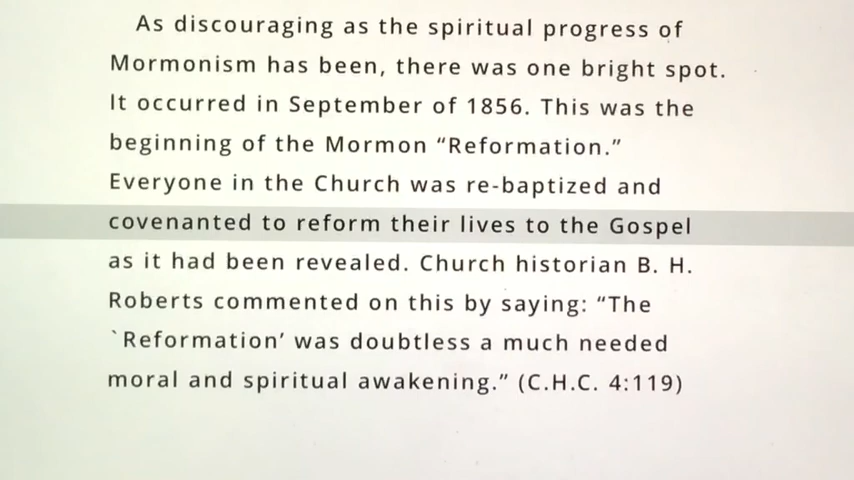 As discouraging as the spiritual progress of
Mormonism has been, there was one bright spot.
It occurred in September of 1856. This was the
beginning of the Mormon “Reformation.”
Everyone in the Church was re-baptized and
covenanted to reform their lives to the Gospel
as it had been revealed. Church historian B. H.
Roberts commented on this by saying: “The
`Reformation’ was doubtless a much needed
moral and spiritual awakening.” (C.H.C. 4:119)